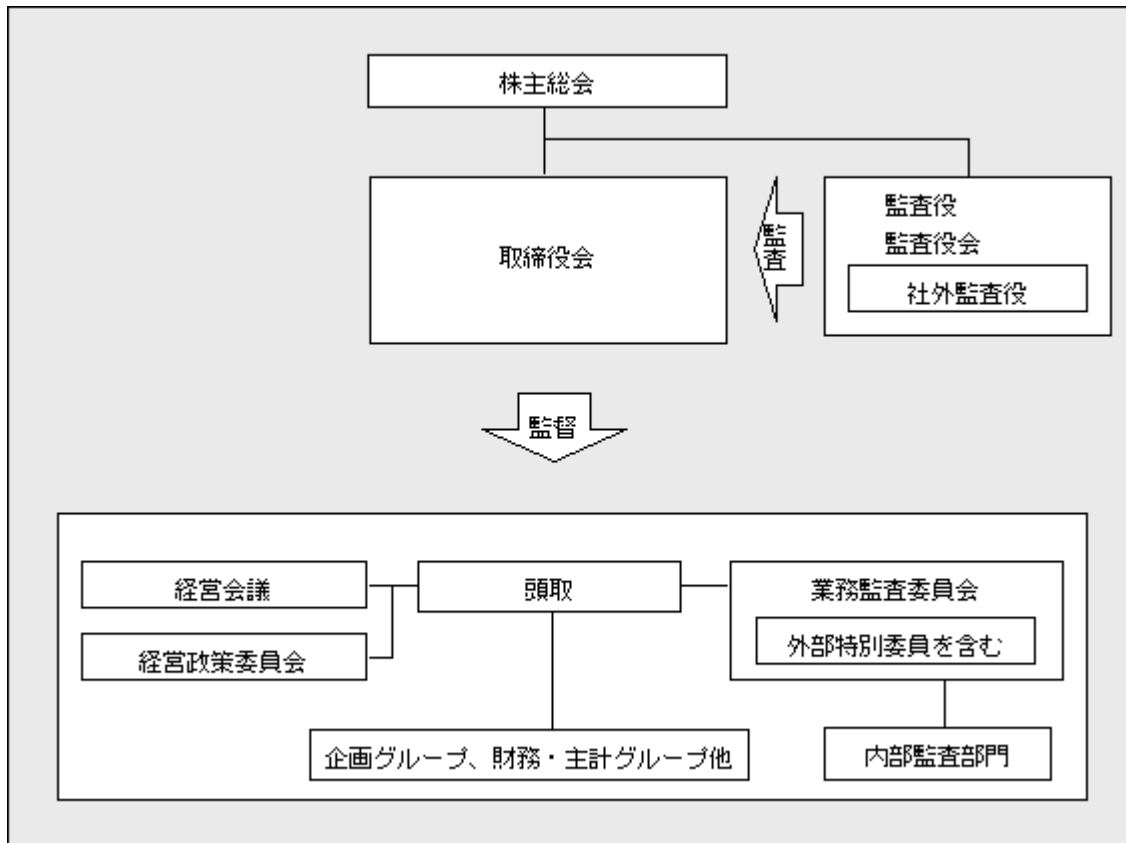 株主総会
取締役会
監査
監査役
監査役会
社外監査役
監督
経営会議
頭取
業務監査委員会
経営政策委員会
外部特別委員を含む
企画グループ、財務・主計グループ他
内部監査部門